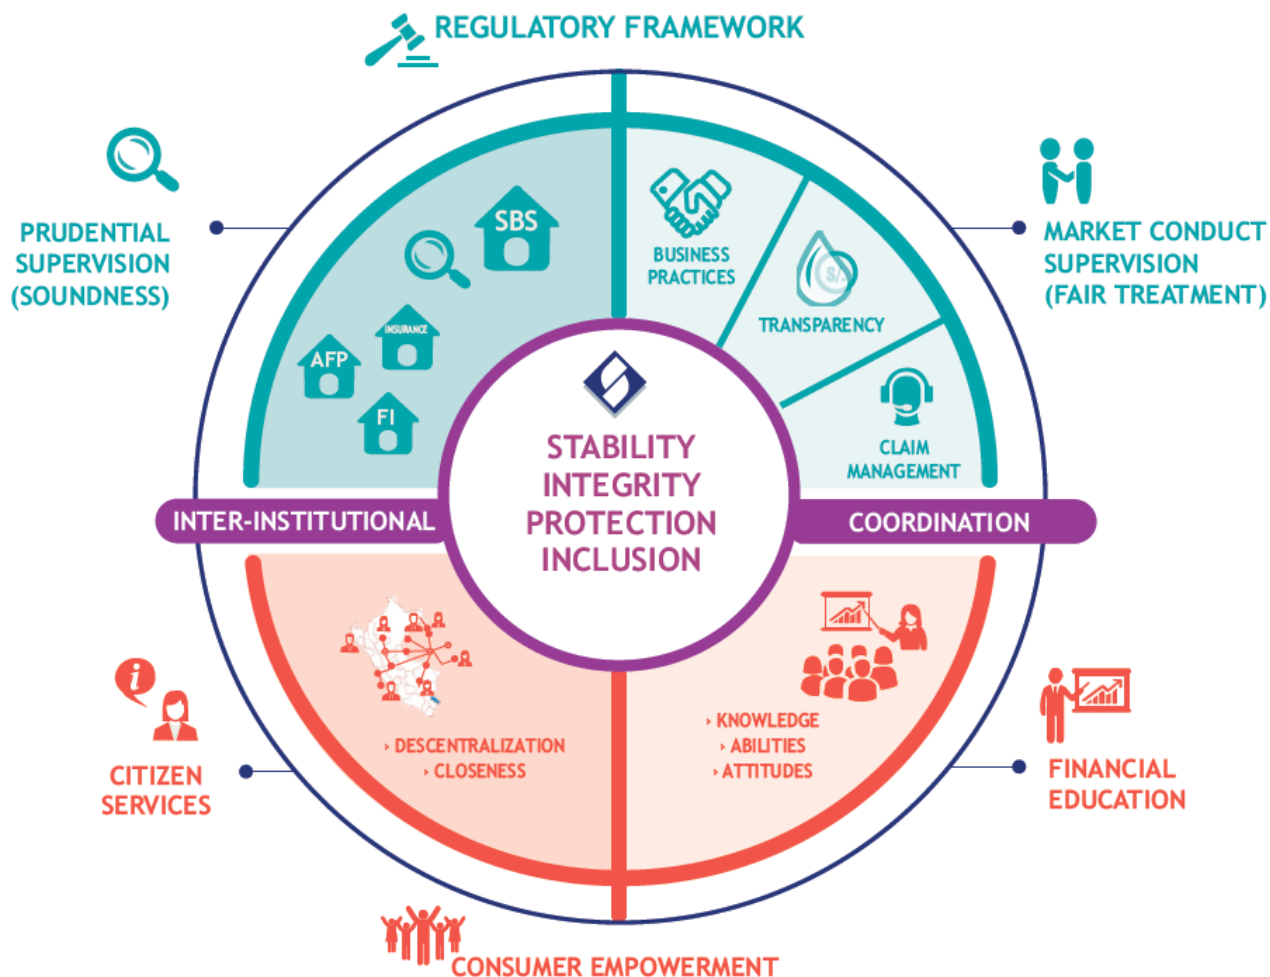 REGULATORY FRAMEWORK
PRUDENTIAL
SUPERVISION
(SOUNDNESS)
MARKET CONDUCT
SUPERVISION
(FAIR TREATMENT)
SBS
INSURANCE
AFP
FI
BUSINESS
PRACTICES
S/.
TRANSPARENCY
CLAIM
MANAGEMENT
STABILITY
INTEGRITY
PROTECTION
INCLUSION
INTER-INSTITUTIONAL
COORDINATION
› DESCENTRALIZATION
› CLOSENESS
› KNOWLEDGE
› ABILITIES
› ATTITUDES
i
CITIZEN
SERVICES
FINANCIAL
EDUCATION
CONSUMER EMPOWERMENT